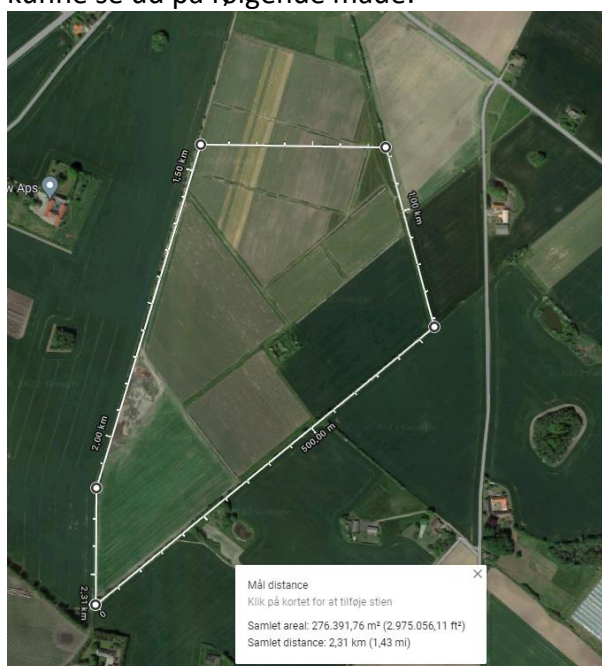 kunne se ud på følgende måde:
1,50 km
w Aps
1,00 km
2,00 km
500,00 m
2,31 km
0
Mål distance
Klik på kortet for at tilføje stien
Samlet areal: 276.391,76 m² (2.975.056,11 ft²)
Samlet distance: 2,31 km (1,43 mi)